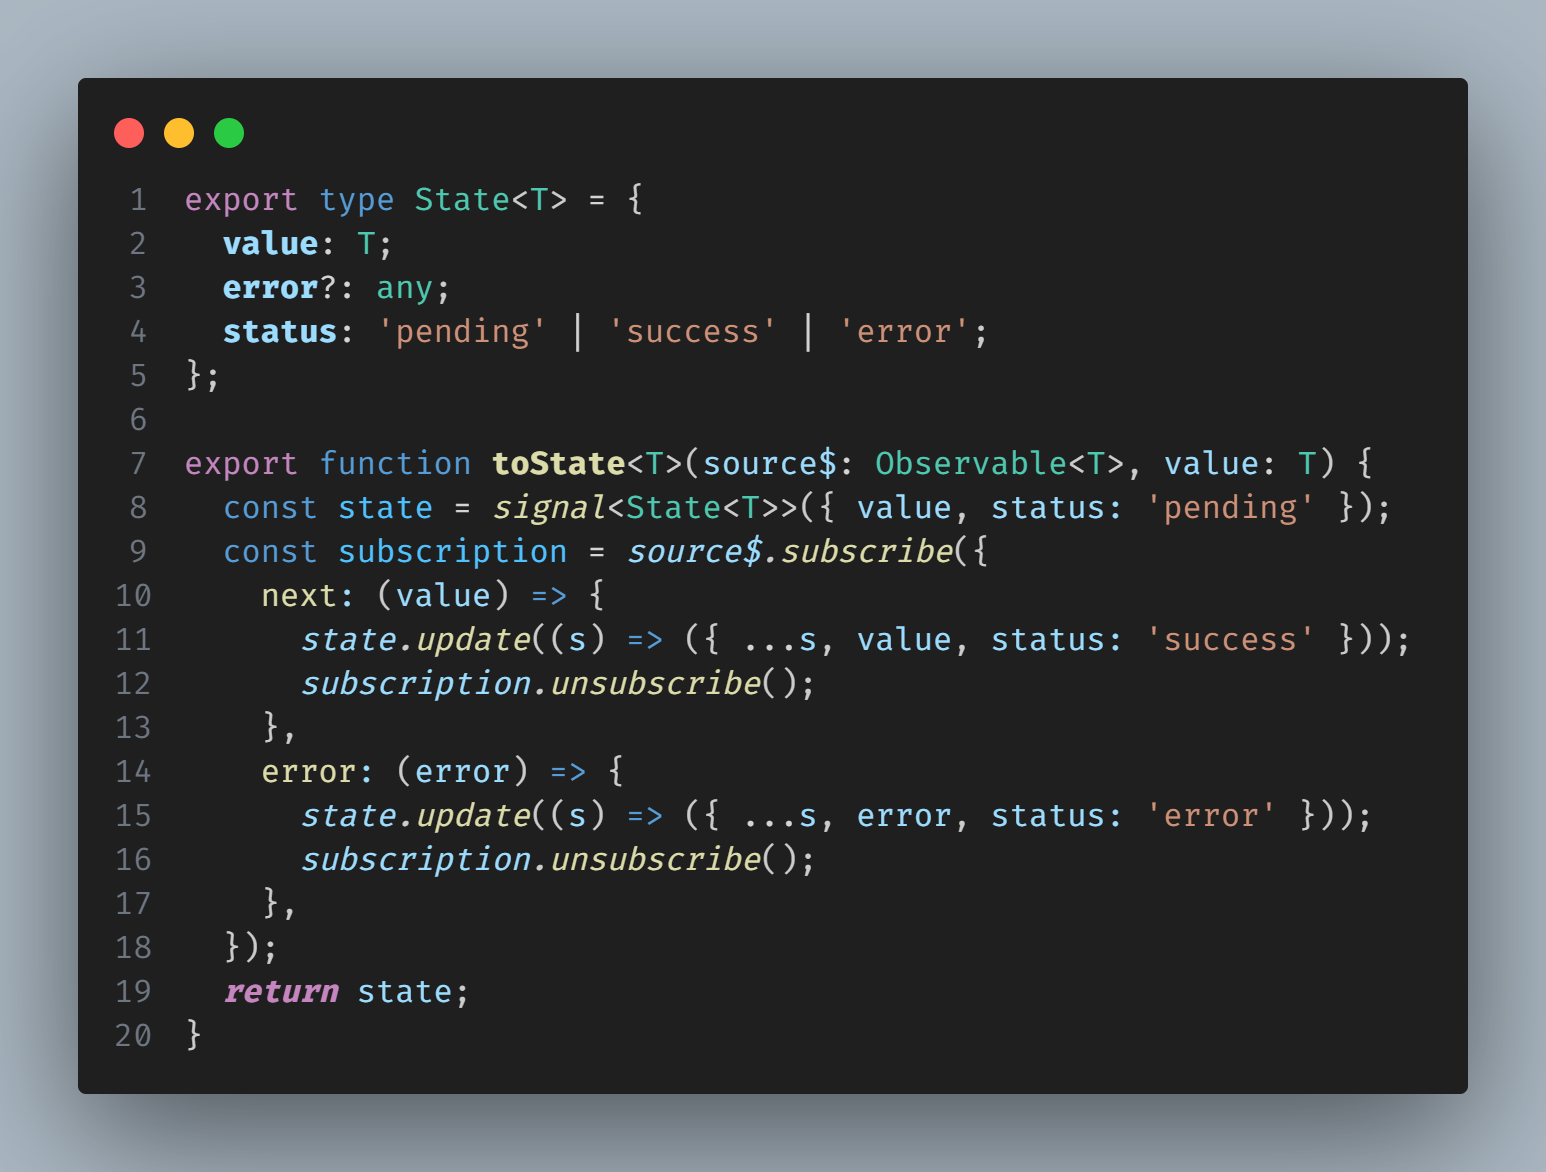 1 export type State<T> = {
2   value: T;
3   error?: any;
4   status: 'pending' | 'success' | 'error';
5 };
6
7 export function toState<T>(source$: Observable<T>, value: T) {
8   const state = signal<State<T>>({ value, status: 'pending' });
9   const subscription = source$.subscribe({
10     next: (value) => {
11       state.update((s) => ({ ...s, value, status: 'success' }));
12       subscription.unsubscribe();
13     },
14     error: (error) => {
15       state.update((s) => ({ ...s, error, status: 'error' }));
16       subscription.unsubscribe();
17     },
18   });
19   return state;
20 }